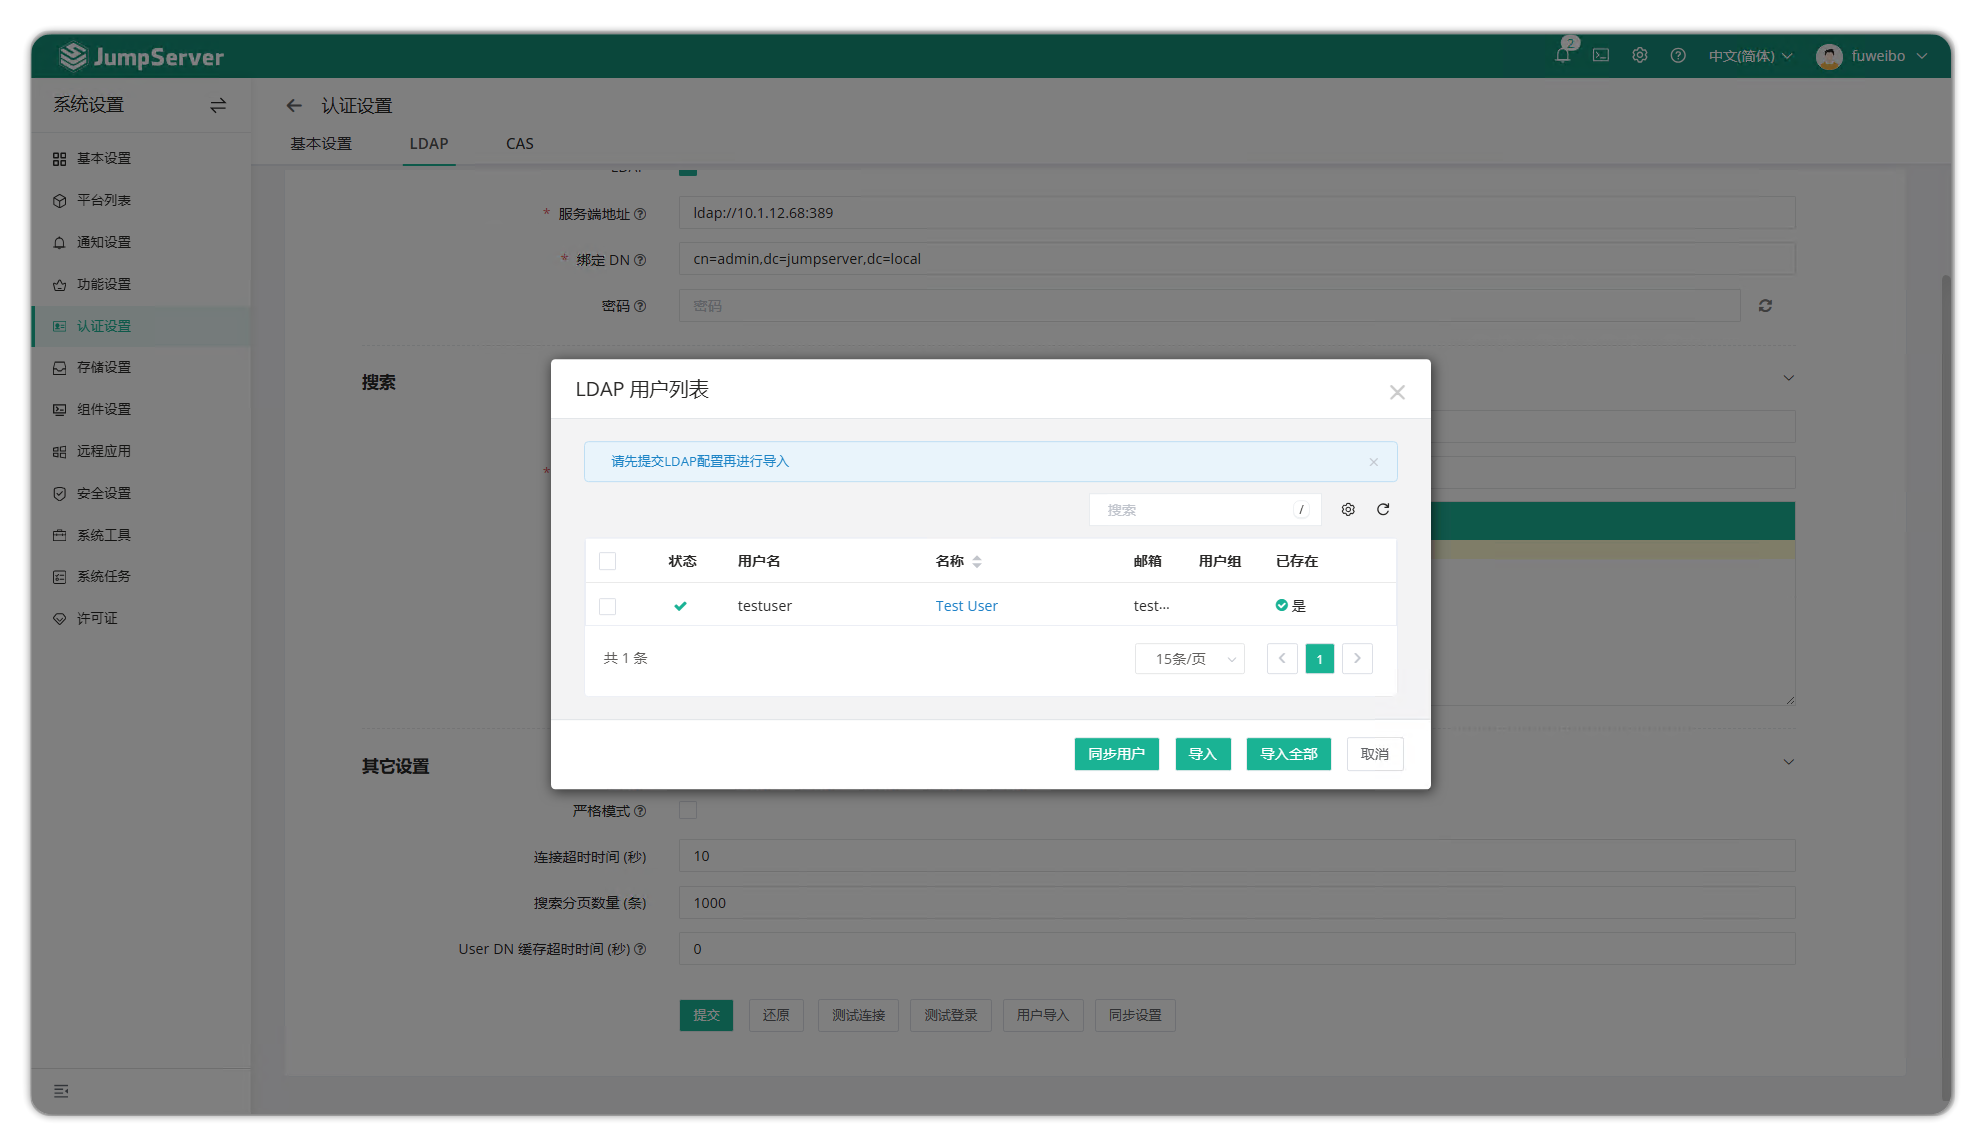 JumpServer
2
中文(简体)
fuweibo
系统设置
认证设置
基本设置
LDAP
CAS
基本设置
平台列表
通知设置
功能设置
认证设置
存储设置
组件设置
远程应用
安全设置
系统工具
系统任务
许可证
* 服务端地址
ldap://10.1.12.68:389
* 绑定 DN
cn=admin,dc=jumpserver,dc=local
密码
密码
搜索
*
LDAP 用户列表
请先提交LDAP配置再进行导入
搜索
/
状态 用户名 名称 邮箱 用户组 已存在
testuser Test User test··· 是
共 1 条
15条/页
1
同步用户
导入
导入全部
取消
其它设置
严格模式
连接超时时间 (秒)
10
搜索分页数量 (条)
1000
User DN 缓存超时时间 (秒)
0
提交
还原
测试连接
测试登录
用户导入
同步设置